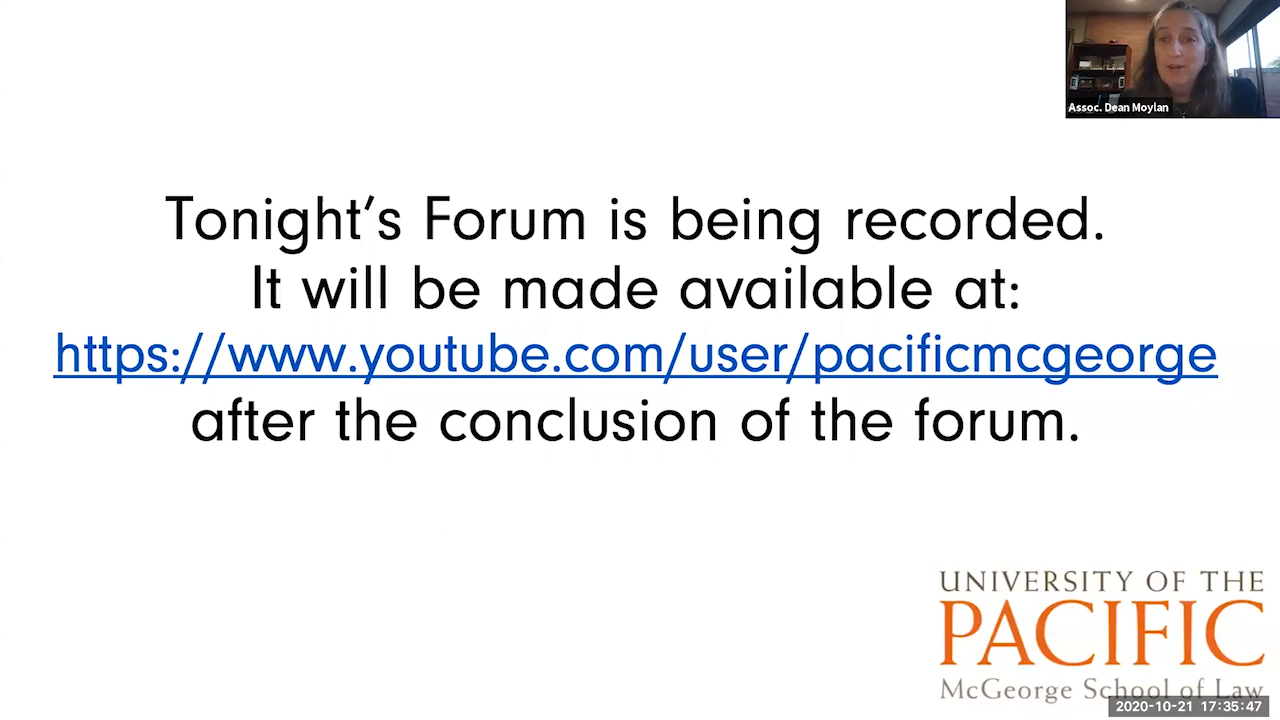 Assoc. Dean Moylan
Tonight's Forum is being recorded.
It will be made available at:
https://www.youtube.com/user/pacificmcgeorge
after the conclusion of the forum.
UNIVERSITY OF THE
PACIFIC
McGeorge School of Law
2020-10-21 17:35:47